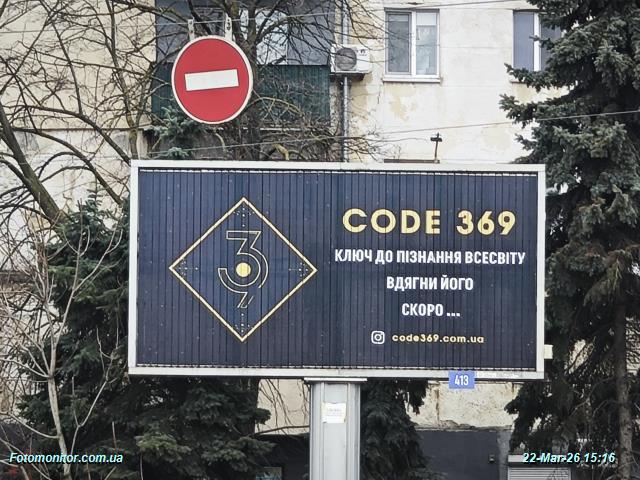 CODE 369
КЛЮЧ ДО ПІЗНАННЯ ВСЕСВІТУ
ВДЯГНИ ЙОГО
СКОРО ...
code369.com.ua
413
Fotomonitor.com.ua
22-Mar-26 15:16